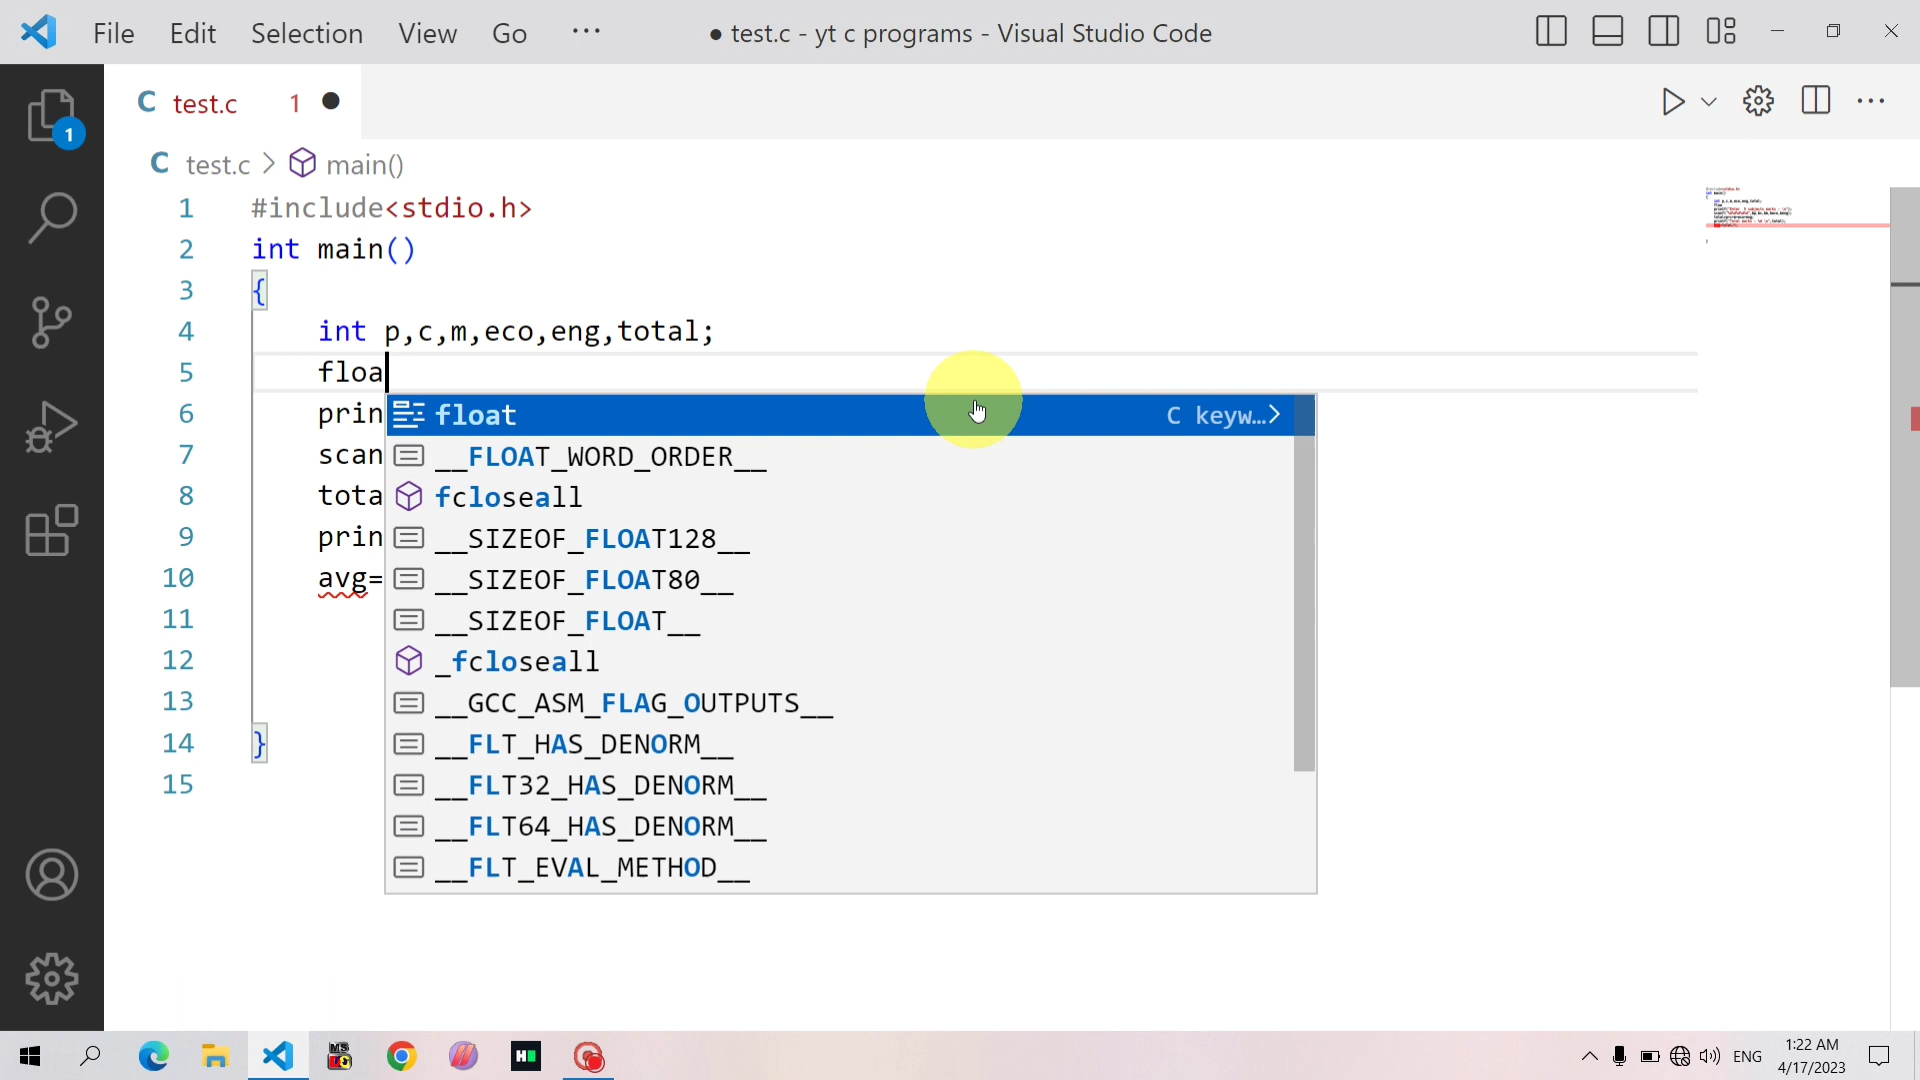 File Edit Selection View Go ··· ● test.c - yt c programs - Visual Studio Code
C test.c 1 ●
1
C test.c > main()
1 #include<stdio.h>
2 int main()
3 {
4 int p,c,m,eco,eng,total;
5 floa
6 prin
7 scan
8 tota
9 prin
10 avg=
11
12
13
14 }
15
float C keyw...>
__FLOAT_WORD_ORDER__
fcloseall
__SIZEOF_FLOAT128__
__SIZEOF_FLOAT80__
__SIZEOF_FLOAT__
_fcloseall
__GCC_ASM_FLAG_OUTPUTS__
__FLT_HAS_DENORM__
__FLT32_HAS_DENORM__
__FLT64_HAS_DENORM__
__FLT_EVAL_METHOD__
ENG 1:22 AM
4/17/2023